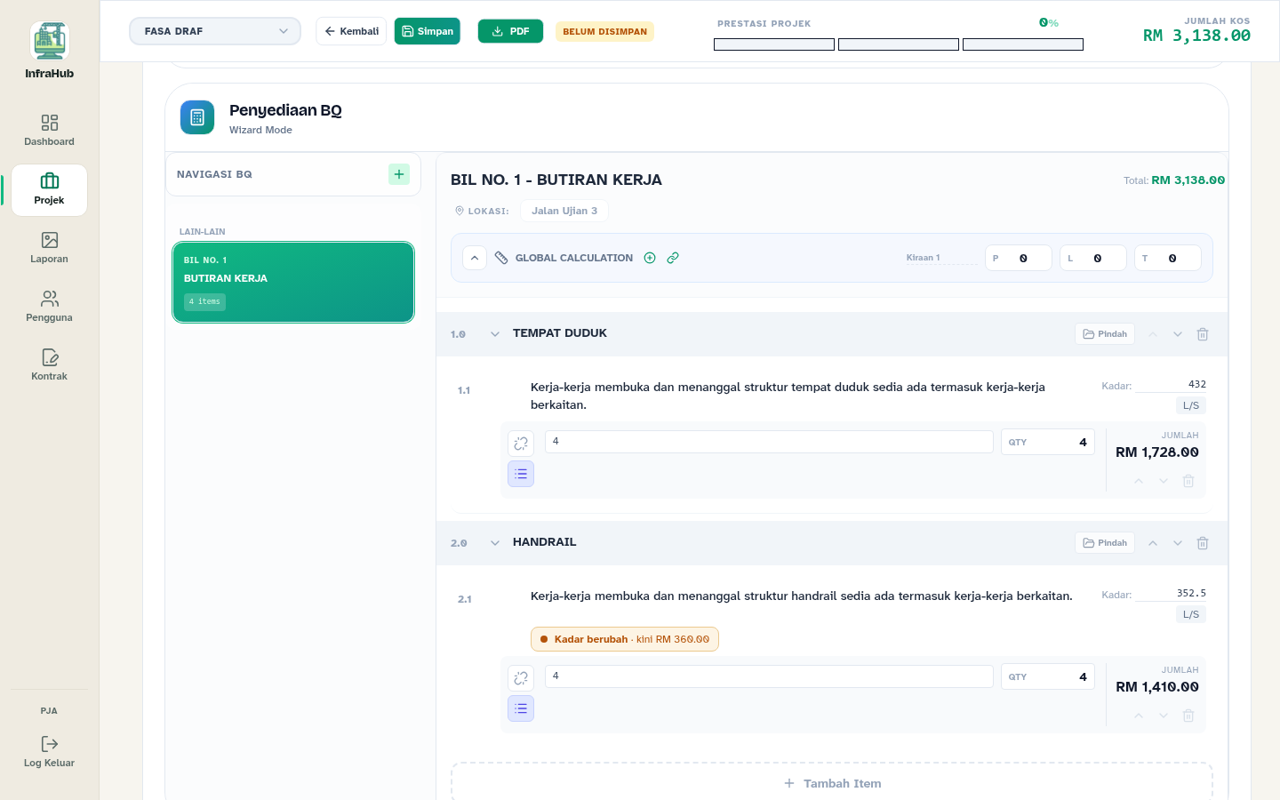 InfraHub
Dashboard
Projek
Laporan
Pengguna
Kontrak
PJA
Log Keluar
FASA DRAF
Kembali
Simpan
PDF
BELUM DISIMPAN
PRESTASI PROJEK
0%
JUMLAH KOS
RM 3,138.00
Penyediaan BQ
Wizard Mode
NAVIGASI BQ
LAIN-LAIN
BIL NO. 1
BUTIRAN KERJA
4 items
BIL NO. 1 - BUTIRAN KERJA
Total: RM 3,138.00
LOKASI:
Jalan Ujian 3
GLOBAL CALCULATION
Kiraan 1
P 0
L 0
T 0
1.0
TEMPAT DUDUK
Pindah
1.1
Kerja-kerja membuka dan menanggal struktur tempat duduk sedia ada termasuk kerja-kerja
berkaitan.
Kadar: 432
L/S
4
QTY 4
JUMLAH
RM 1,728.00
2.0
HANDRAIL
Pindah
2.1
Kerja-kerja membuka dan menanggal struktur handrail sedia ada termasuk kerja-kerja berkaitan.
Kadar: 352.5
L/S
Kadar berubah · kini RM 360.00
4
QTY 4
JUMLAH
RM 1,410.00
Tambah Item